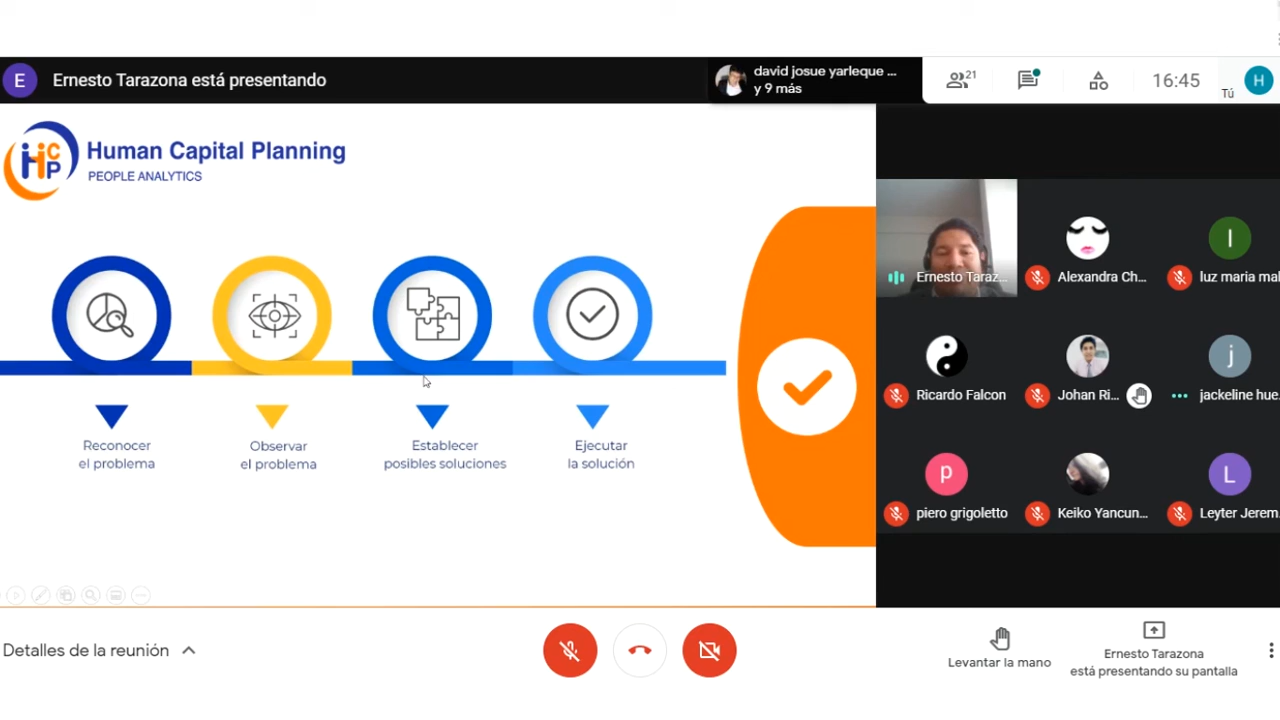 E
Ernesto Tarazona está presentando
david josue yarleque ...
y 9 más
21
16:45
Tú
H
HCP
Human Capital Planning
PEOPLE ANALYTICS
Reconocer
el problema
Observar
el problema
Establecer
posibles soluciones
Ejecutar
la solución
Ernesto Taraz...
Alexandra Ch...
l
luz maria mal
Ricardo Falcon
Johan Ri...
j
jackeline hue.
p
piero grigoletto
Keiko Yancun...
L
Leyter Jerem.
Detalles de la reunión
Levantar la mano
Ernesto Tarazona
está presentando su pantalla